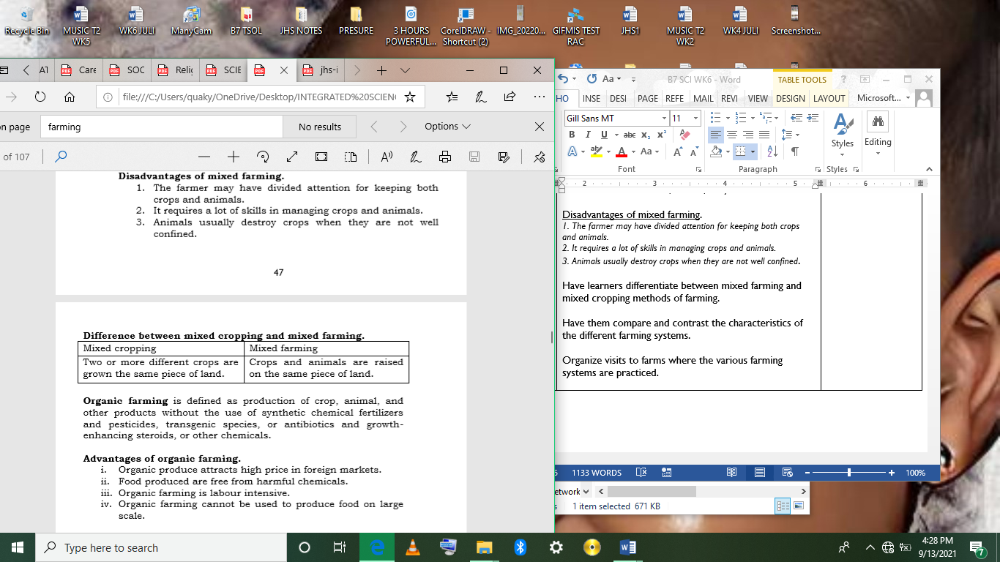 Recycle Bin
MUSIC T2
WK5
WK6 JULI
ManyCam
B7 TSOL
JHS NOTES
PRESURE
3 HOURS
POWERFUL...
CorelDRAW -
Shortcut (2)
IMG_20220...
GIFMIS TEST
RAC
JHS1
MUSIC T2
WK2
WK4 JULI
Screenshot...
AT
Care
SOC
Relig
SCIE
jhs-i
file:///C:/Users/quaky/OneDrive/Desktop/INTEGRATED%20SCIENC
n page
farming
No results
Options
of 107
Disadvantages of mixed farming.
1. The farmer may have divided attention for keeping both
crops and animals.
2. It requires a lot of skills in managing crops and animals.
3. Animals usually destroy crops when they are not well
confined.
47
Difference between mixed cropping and mixed farming.
Mixed cropping
Mixed farming
Two or more different crops are
grown the same piece of land.
Crops and animals are raised
on the same piece of land.
Organic farming is defined as production of crop, animal, and
other products without the use of synthetic chemical fertilizers
and pesticides, transgenic species, or antibiotics and growth-
enhancing steroids, or other chemicals.
Advantages of organic farming.
i. Organic produce attracts high price in foreign markets.
ii. Food produced are free from harmful chemicals.
iii. Organic farming is labour intensive.
iv. Organic farming cannot be used to produce food on large
scale.
Aa
B7 SCI WK6 - Word
TABLE TOOLS
?
HO
INSE
DESI
PAGE
REFE
MAIL
REVI
VIEW
DESIGN
LAYOUT
Microsoft...
Gill Sans MT
11
B I U abc x₂ x²
A ab A Aa A A
Styles
Editing
Font
Paragraph
Styles
2 3 4 5 6
Disadvantages of mixed farming.
1. The farmer may have divided attention for keeping both crops
and animals.
2. It requires a lot of skills in managing crops and animals.
3. Animals usually destroy crops when they are not well confined.
Have learners differentiate between mixed farming and
mixed cropping methods of farming.
Have them compare and contrast the characteristics of
the different farming systems.
Organize visits to farms where the various farming
systems are practiced.
1133 WORDS
100%
etwork
s
1 item selected 671 KB
Type here to search
4:28 PM
9/13/2021
7